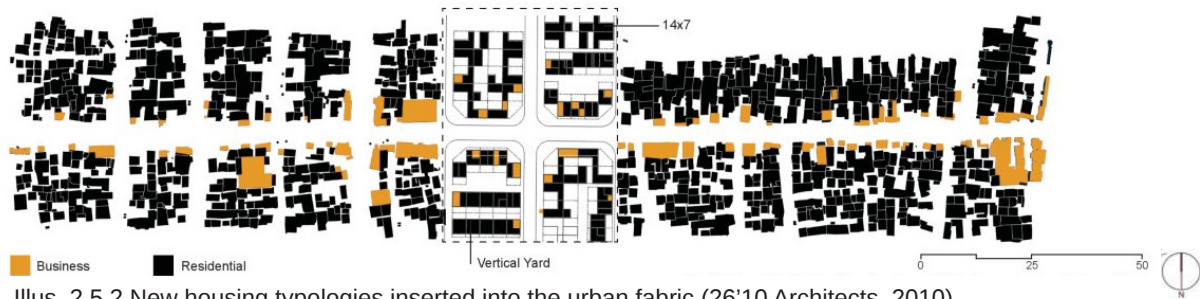 14x7
Business
Residential
Vertical Yard
0 25 50
Illus. 2.5.2 New housing typologies inserted into the urban fabric (26'10 Architects, 2010)